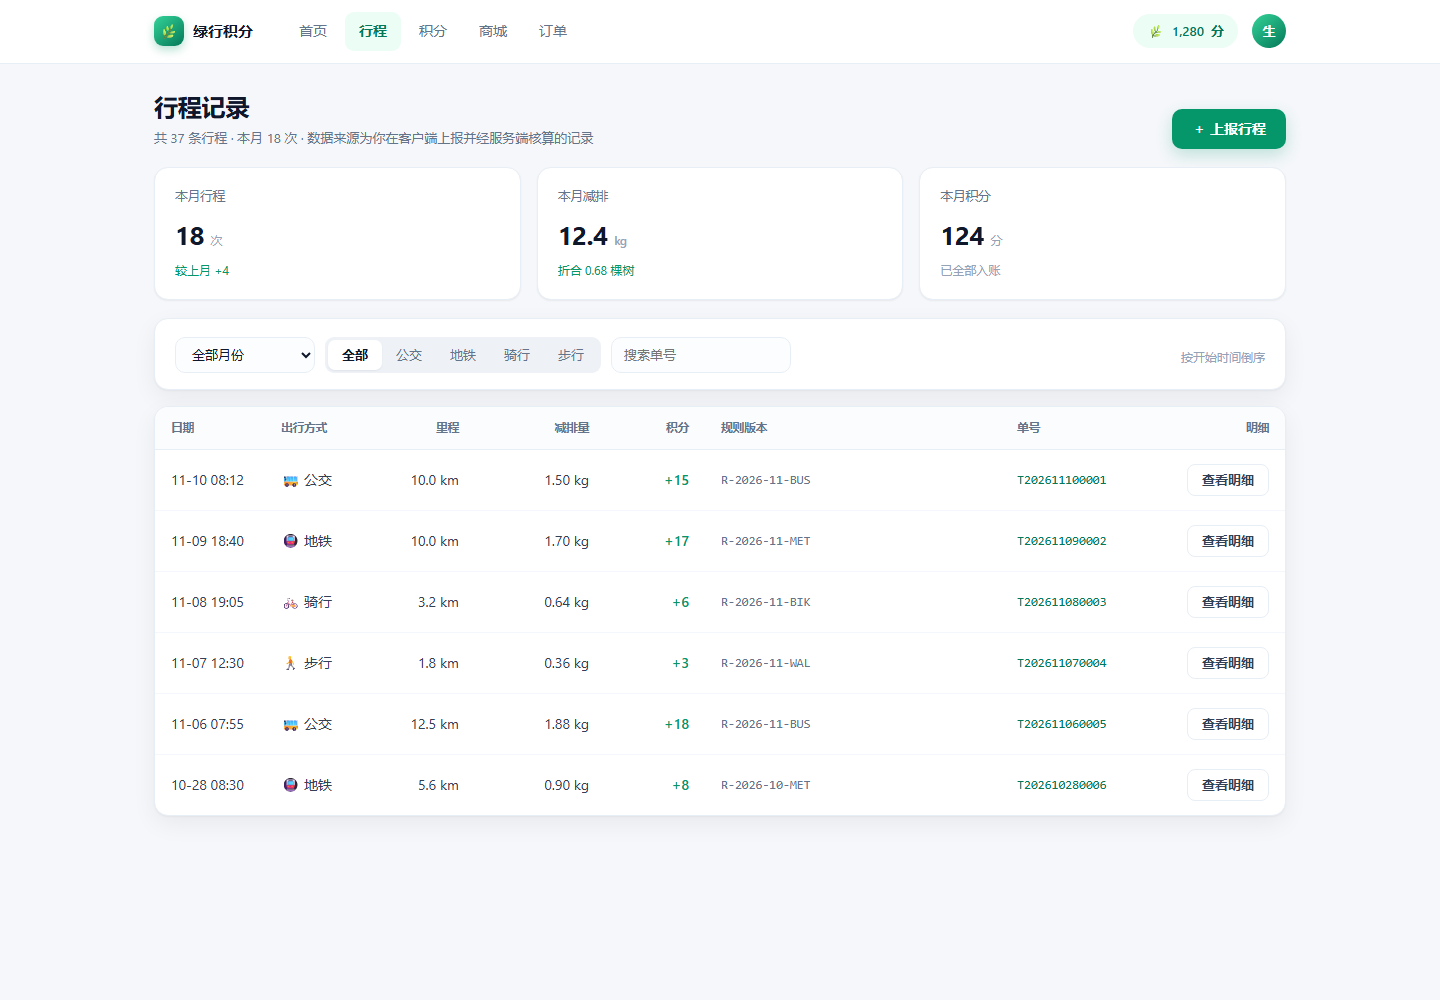 绿行积分 首页 行程 积分 商城 订单 1,280 分 生
行程记录
共 37 条行程 · 本月 18 次 · 数据来源为你在客户端上报并经服务端核算的记录
+ 上报行程
本月行程
18 次
较上月 +4
本月减排
12.4 kg
折合 0.68 棵树
本月积分
124 分
已全部入账
全部月份 全部 公交 地铁 骑行 步行 搜索单号 按开始时间倒序
日期 出行方式 里程 减排量 积分 规则版本 单号 明细
11-10 08:12 公交 10.0 km 1.50 kg +15 R-2026-11-BUS T202611100001 查看明细
11-09 18:40 地铁 10.0 km 1.70 kg +17 R-2026-11-MET T202611090002 查看明细
11-08 19:05 骑行 3.2 km 0.64 kg +6 R-2026-11-BIK T202611080003 查看明细
11-07 12:30 步行 1.8 km 0.36 kg +3 R-2026-11-WAL T202611070004 查看明细
11-06 07:55 公交 12.5 km 1.88 kg +18 R-2026-11-BUS T202611060005 查看明细
10-28 08:30 地铁 5.6 km 0.90 kg +8 R-2026-10-MET T202610280006 查看明细